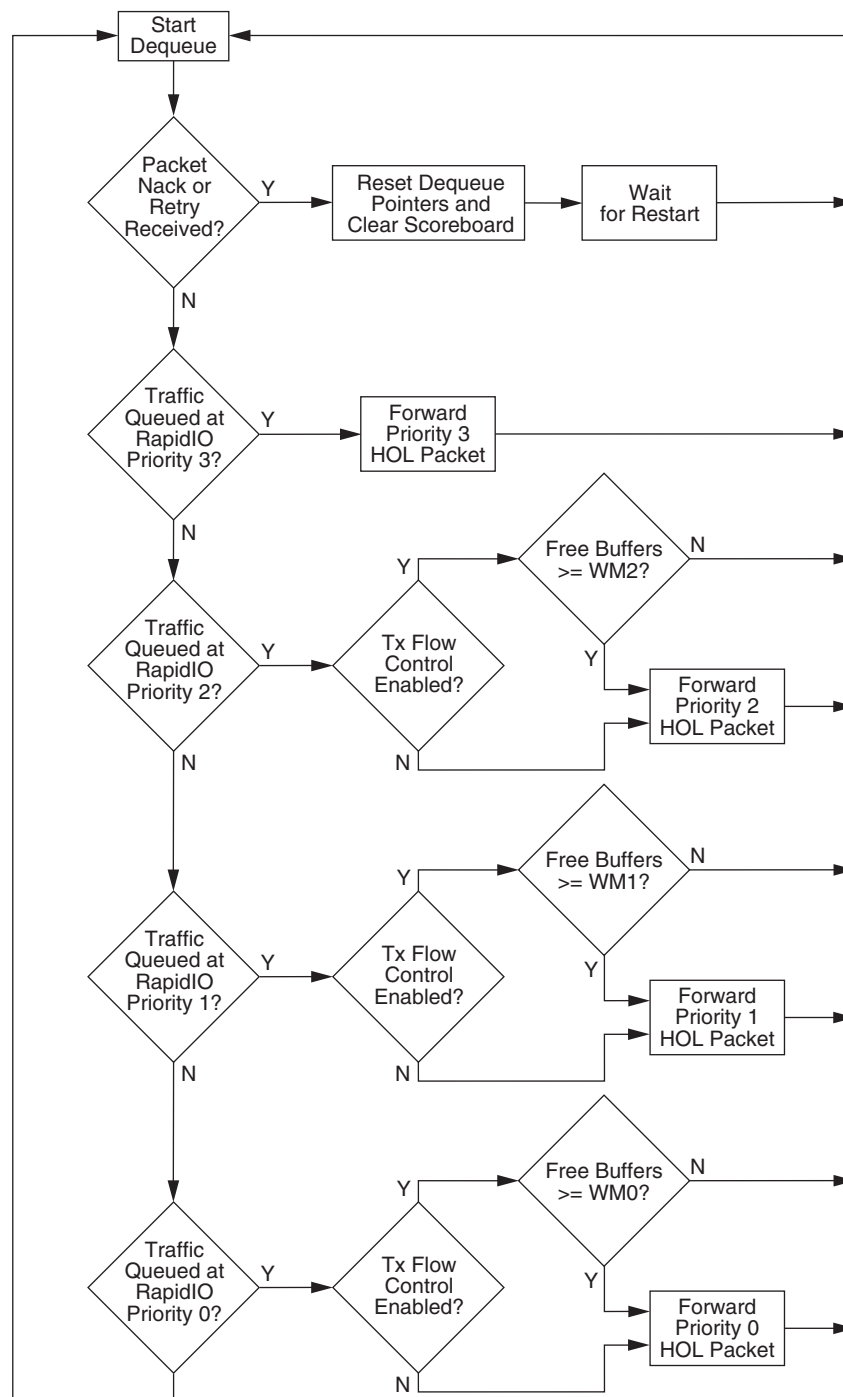 Start
Dequeue
Packet
Nack or
Retry
Received?
Y
Reset Dequeue
Pointers and
Clear Scoreboard
Wait
for Restart
N
Traffic
Queued at
RapidIO
Priority 3?
Y
Forward
Priority 3
HOL Packet
N
Traffic
Queued at
RapidIO
Priority 2?
Y
Tx Flow
Control
Enabled?
Y
Free Buffers
>= WM2?
N
Y
Forward
Priority 2
HOL Packet
N
N
Traffic
Queued at
RapidIO
Priority 1?
Y
Tx Flow
Control
Enabled?
Y
Free Buffers
>= WM1?
N
Y
Forward
Priority 1
HOL Packet
N
N
Traffic
Queued at
RapidIO
Priority 0?
Y
Tx Flow
Control
Enabled?
Y
Free Buffers
>= WM0?
N
Y
Forward
Priority 0
HOL Packet
N